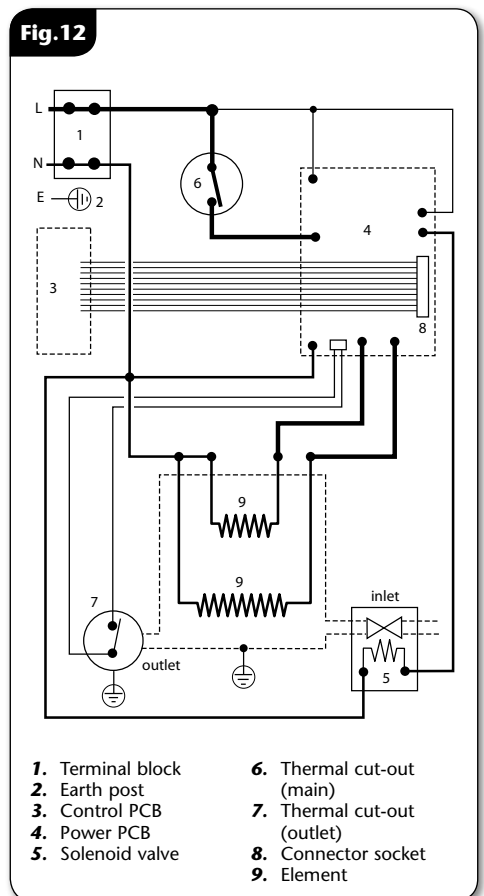 Fig.12
L
1
N
6
E
2
4
3
8
9
9
7
inlet
outlet
5
1. Terminal block
2. Earth post
3. Control PCB
4. Power PCB
5. Solenoid valve
6. Thermal cut-out
(main)
7. Thermal cut-out
(outlet)
8. Connector socket
9. Element